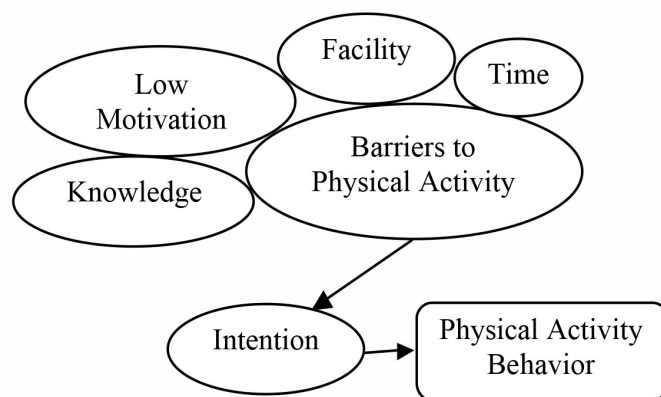 Facility
Time
Low
Motivation
Barriers to
Physical Activity
Knowledge
Intention
Physical Activity
Behavior